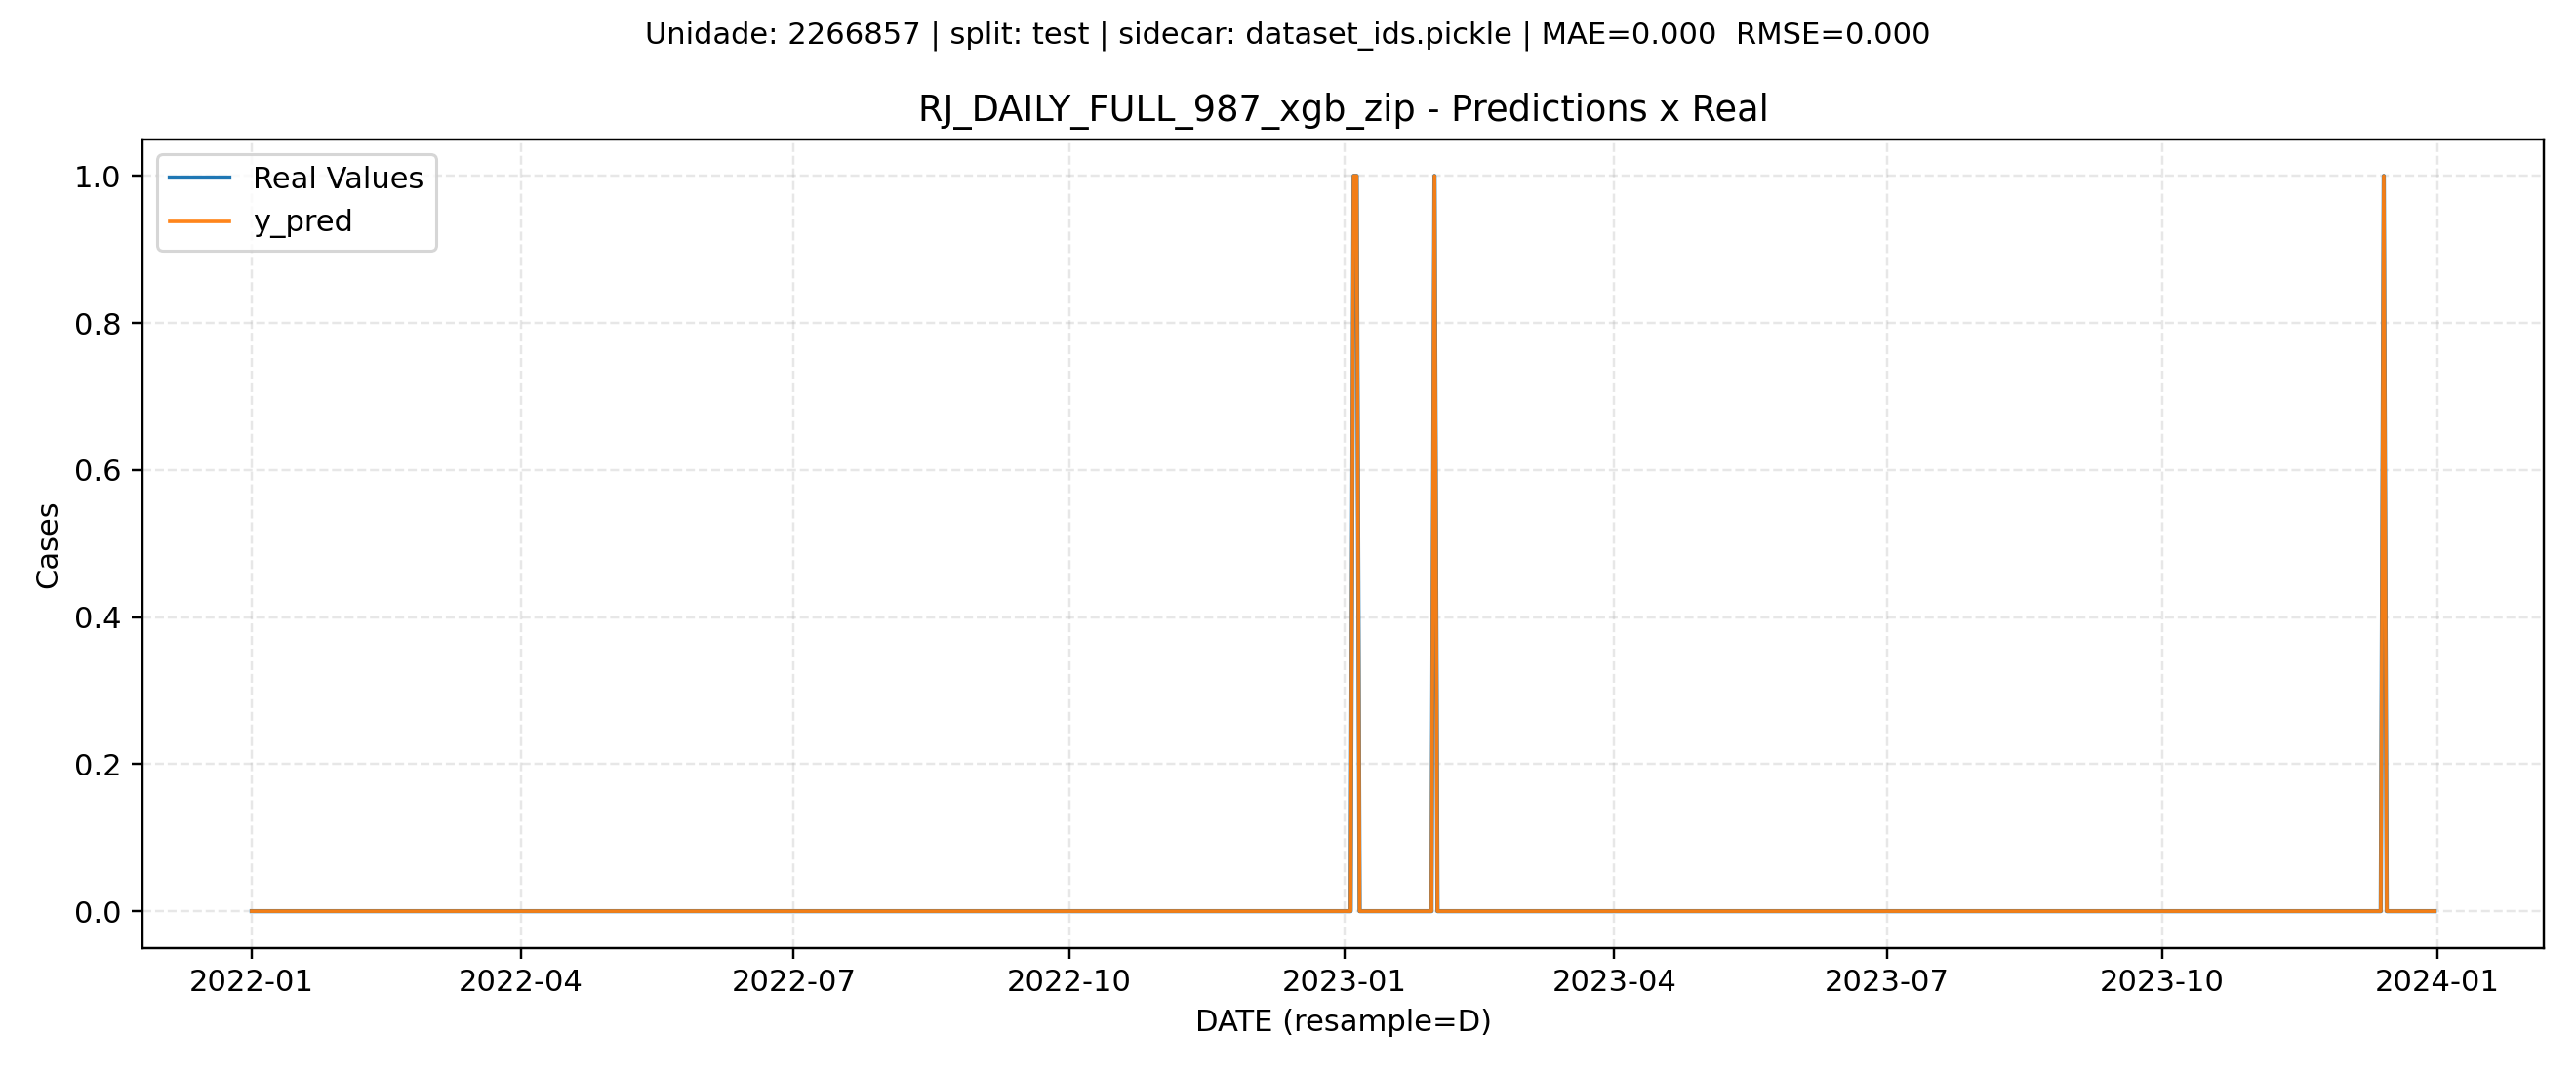 Unidade: 2266857 | split: test | sidecar: dataset_ids.pickle | MAE=0.000  RMSE=0.000
RJ_DAILY_FULL_987_xgb_zip - Predictions x Real
Real Values
y_pred
1.0
0.8
0.6
0.4
0.2
0.0
Cases
2022-01 2022-04 2022-07 2022-10 2023-01 2023-04 2023-07 2023-10 2024-01
DATE (resample=D)